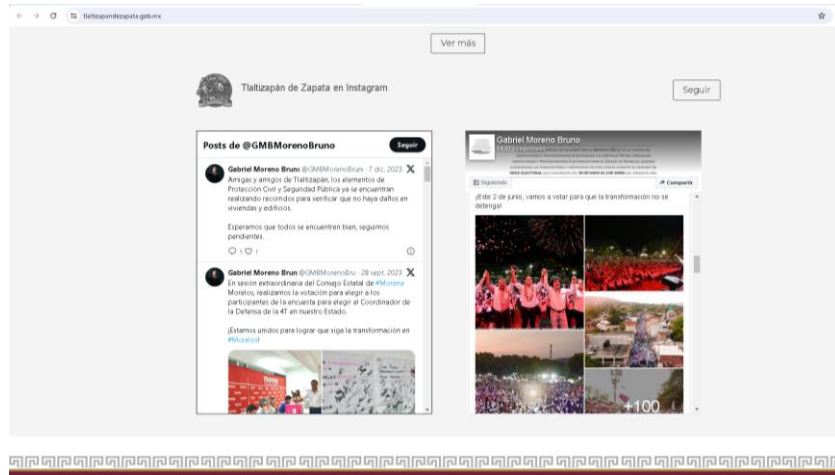 tlaltizapandezapata.gob.mx
Ver más
Tlaltizapán de Zapata en Instagram
Seguir
Posts de @GMBMorenoBruno
Seguir
Gabriel Moreno Brun @GMBMorenoBrun · 7 dic. 2023
Amigas y amigos de Tlaltizapán, los elementos de
Protección Civil y Seguridad Pública ya se encuentran
realizando recorridos para verificar que no haya daños en
viviendas y edificios.
Esperamos que todos se encuentren bien, seguimos
pendientes.
1 1
Gabriel Moreno Brun @GMBMorenoBru · 28 sept. 2023
En sesión extraordinaria del Consejo Estatal de #Morena
Morelos, realizamos la votación para elegir a los
participantes de la encuesta para elegir al Coordinador de
la Defensa de la 4T en nuestro Estado.
¡Estamos unidos para lograr que siga la transformación en
#Morelos!
Gabriel Moreno Bruno
seguidores
Siguiendo
Compartir
¡Este 2 de junio, vamos a votar para que la transformación no se
detenga!
+100